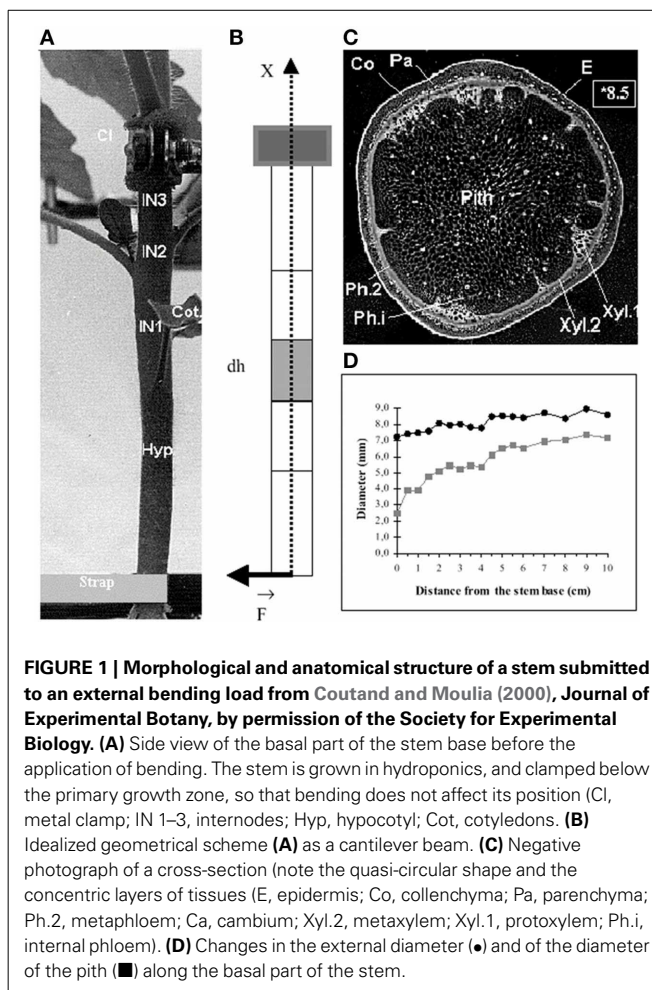 A
B
C
X
Cl
IN3
IN2
Cot.
IN1
Hyp
Strap
dh
→
F
Co
Pa
E
*8.5
Pith
Ph.2
Ph.i
Xyl.2
Xyl.1
D
9,0
8,0
7,0
6,0
5,0
4,0
3,0
2,0
1,0
0,0
Diameter (mm)
0 1 2 3 4 5 6 7 8 9 10
Distance from the stem base (cm)
FIGURE 1 | Morphological and anatomical structure of a stem submitted
to an external bending load from Coutand and Moulia (2000), Journal of
Experimental Botany, by permission of the Society for Experimental
Biology. (A) Side view of the basal part of the stem base before the
application of bending. The stem is grown in hydroponics, and clamped below
the primary growth zone, so that bending does not affect its position (Cl,
metal clamp; IN 1–3, internodes; Hyp, hypocotyl; Cot, cotyledons. (B)
Idealized geometrical scheme (A) as a cantilever beam. (C) Negative
photograph of a cross-section (note the quasi-circular shape and the
concentric layers of tissues (E, epidermis; Co, collenchyma; Pa, parenchyma;
Ph.2, metaphloem; Ca, cambium; Xyl.2, metaxylem; Xyl.1, protoxylem; Ph.i,
internal phloem). (D) Changes in the external diameter (●) and of the diameter
of the pith (■) along the basal part of the stem.